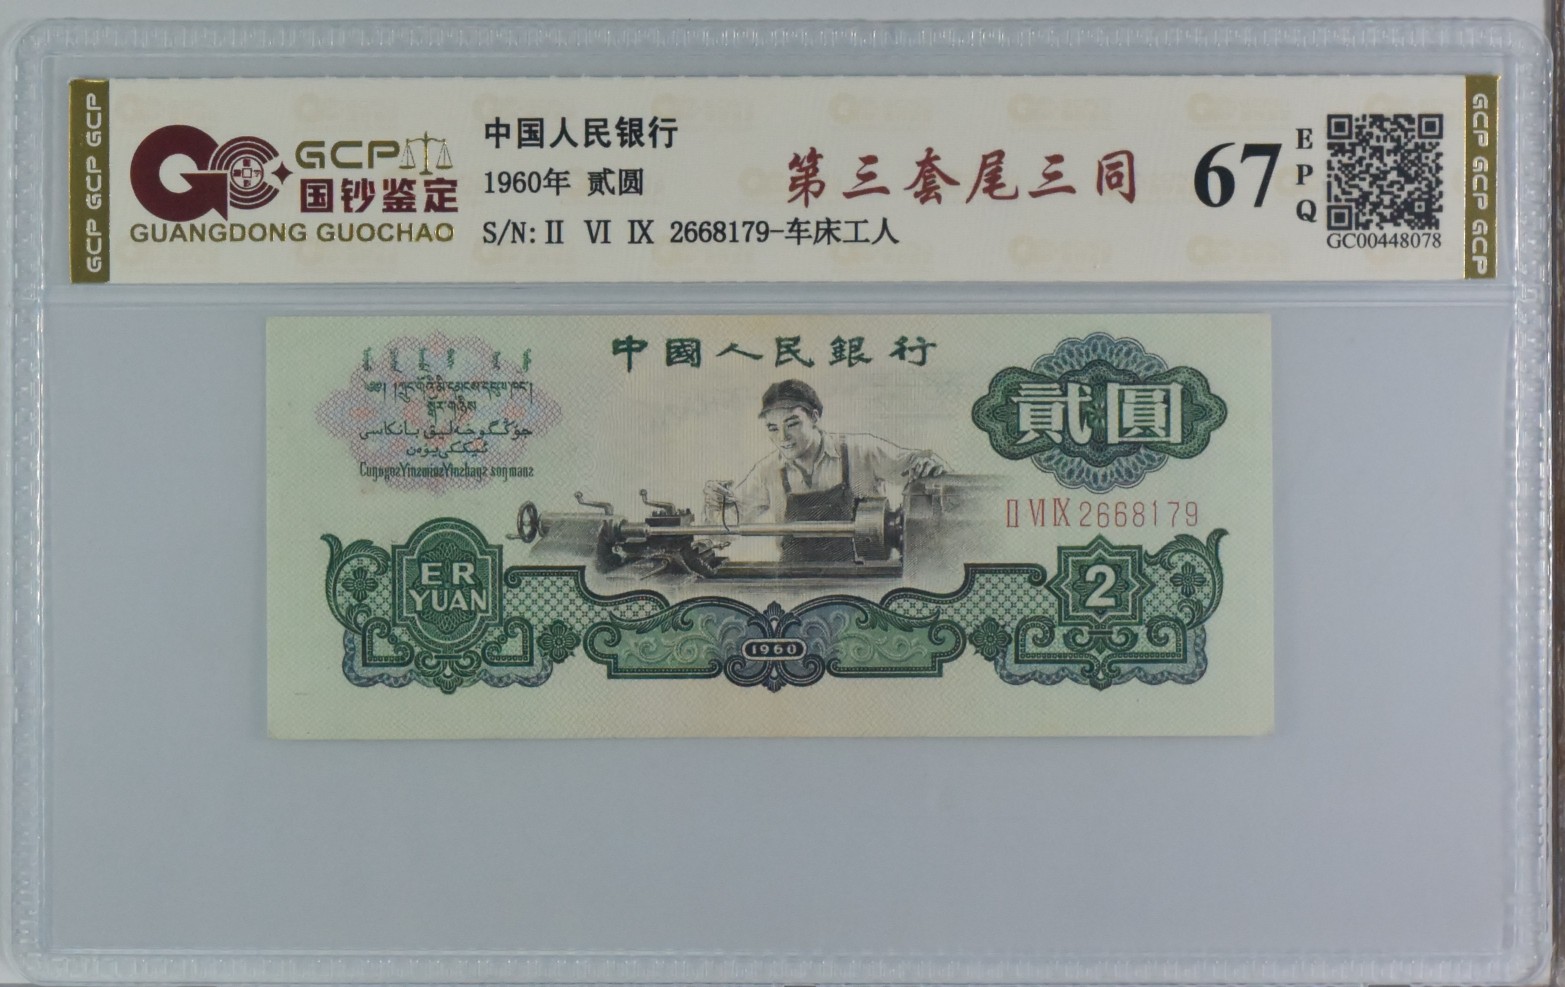 GCP GCP GCP
GCP
国钞鉴定
GUANGDONG GUOCHAO
中国人民银行
1960年 贰圆
S/N: II VI IX 2668179-车床工人
第三套尾三同
67
EPQ
GC00448078
GCP GCP GCP
中國人民銀行
貳圓
II VI IX 2668179
ER
YUAN
1960
2